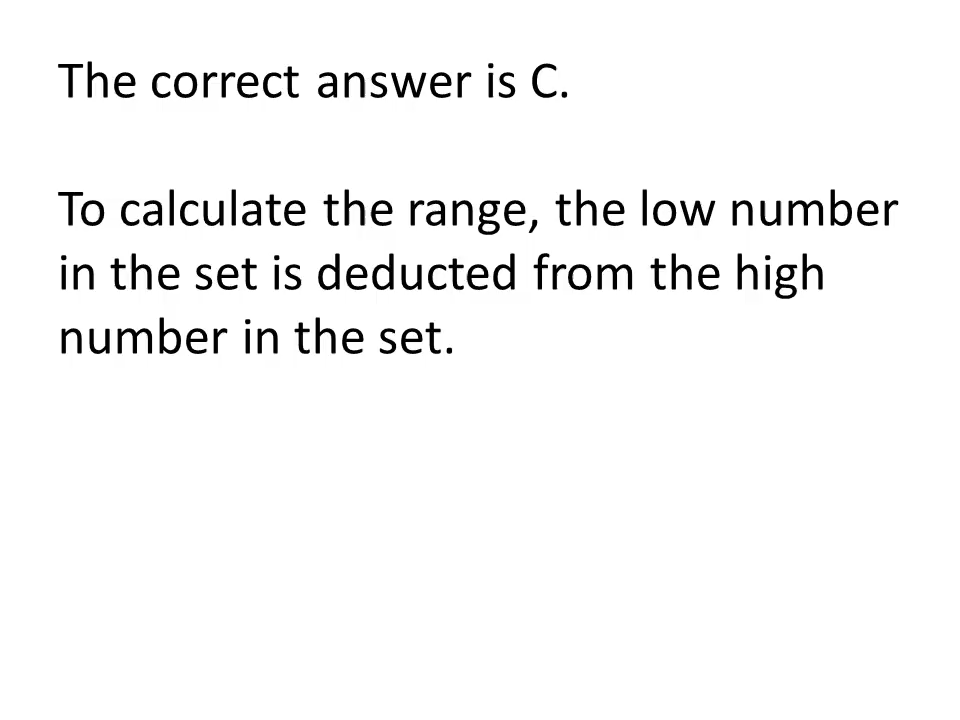 The correct answer is C.
To calculate the range, the low number
in the set is deducted from the high
number in the set.